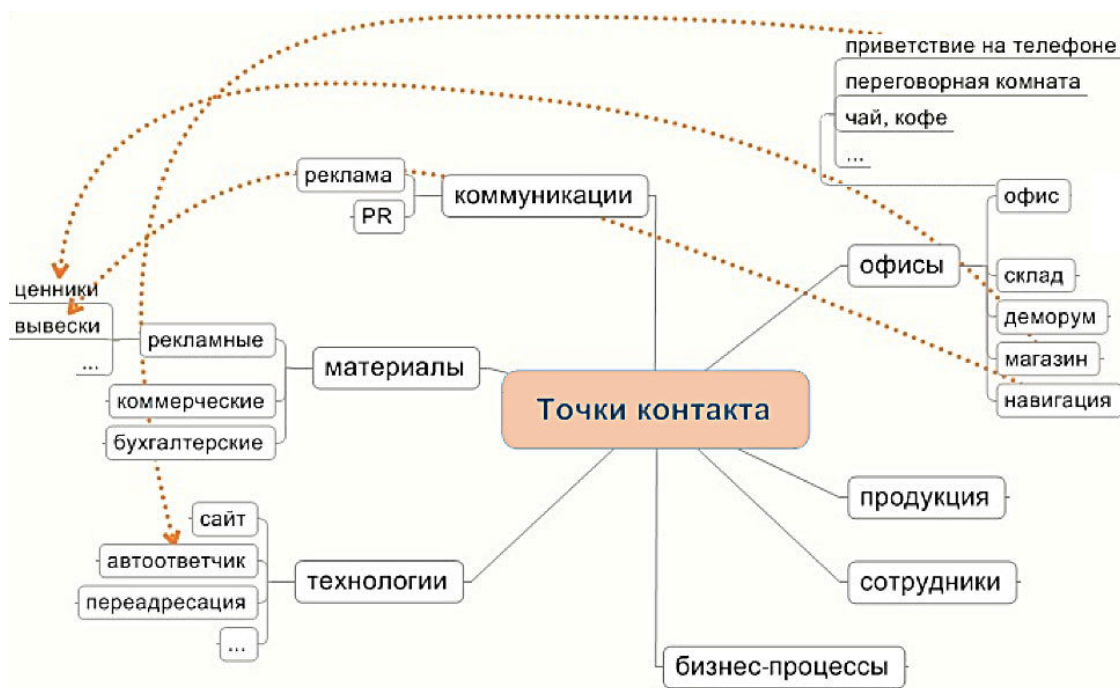 приветствие на телефоне
переговорная комната
чай, кофе
...
реклама
коммуникации
PR
офис
офисы
склад
деморум
магазин
навигация
ценники
вывески
...
рекламные
материалы
коммерческие
бухгалтерские
Точки контакта
продукция
сайт
автоответчик
технологии
переадресация
...
сотрудники
бизнес-процессы